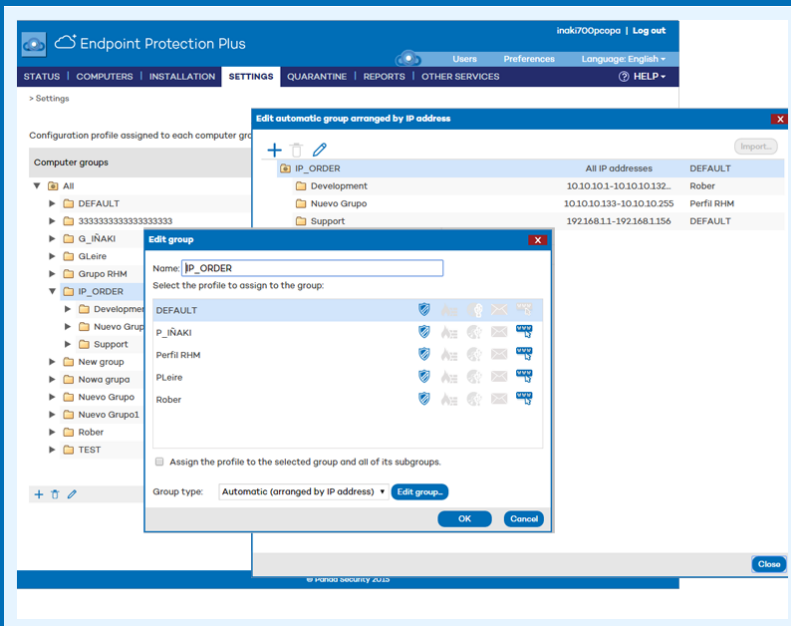 inaki700pcopa | Log out
Endpoint Protection Plus
Users Preferences Language: English
STATUS | COMPUTERS | INSTALLATION SETTINGS QUARANTINE | REPORTS | OTHER SERVICES HELP
> Settings
Configuration profile assigned to each computer gro
Computer groups
All
DEFAULT
3333333333333333333
G_IÑAKI
GLeire
Grupo RHM
IP_ORDER
Developme
Nuevo Grup
Support
New group
Nowa grupa
Nuevo Grupo
Nuevo Grupo1
Rober
TEST
Edit automatic group arranged by IP address X
Import...
IP_ORDER All IP addresses DEFAULT
Development 10.10.10.1-10.10.10.132... Rober
Nuevo Grupo 10.10.10.133-10.10.10.255 Perfil RHM
Support 192.168.1.1-192.168.1.156 DEFAULT
Edit group X
Name: IP_ORDER
Select the profile to assign to the group:
DEFAULT
P_IÑAKI
Perfil RHM
PLeire
Rober
Assign the profile to the selected group and all of its subgroups.
Group type: Automatic (arranged by IP address) Edit group...
OK Cancel
Close
© Panda Security 2015